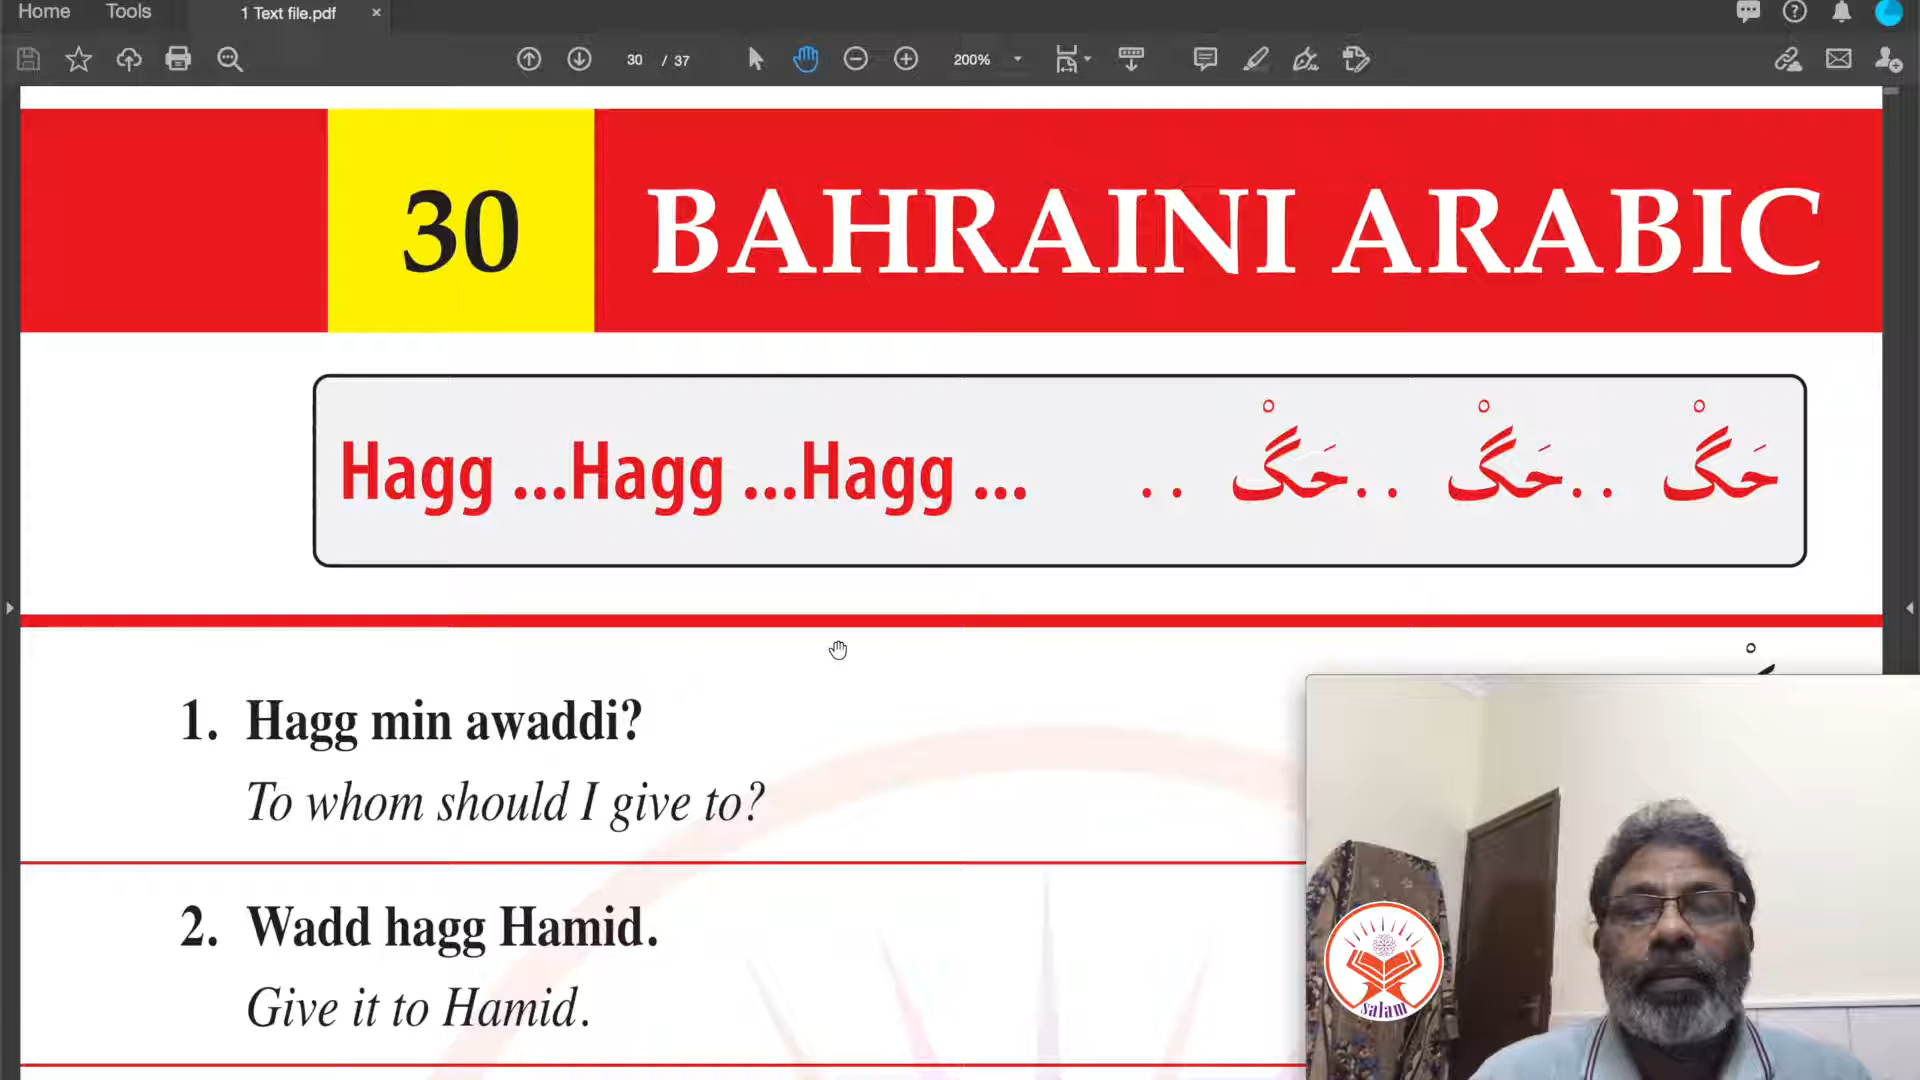 Home Tools 1 Text file.pdf ×
30 / 37 200%
30 BAHRAINI ARABIC
Hagg ...Hagg ...Hagg ... حَگْ .. حَگْ .. حَگْ ..
1. Hagg min awaddi?
To whom should I give to?
2. Wadd hagg Hamid.
Give it to Hamid.
salam